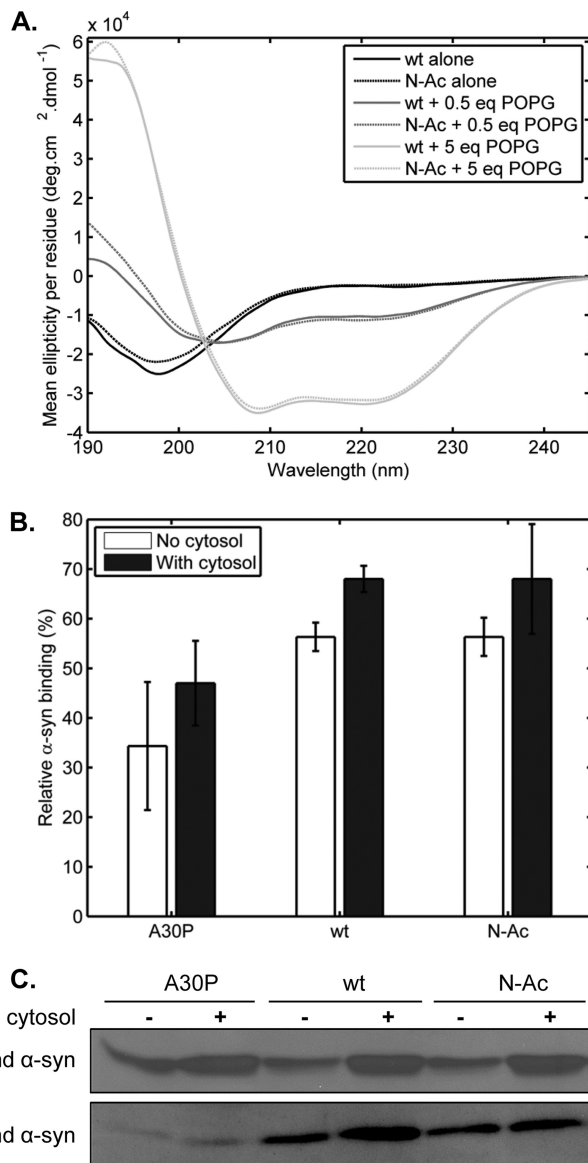 A.
x 10⁴
Mean ellipticity per residue (deg.cm ².dmol ⁻¹)
6
5
4
3
2
1
0
-1
-2
-3
-4
wt alone
N-Ac alone
wt + 0.5 eq POPG
N-Ac + 0.5 eq POPG
wt + 5 eq POPG
N-Ac + 5 eq POPG
190 200 210 220 230 240
Wavelength (nm)
B.
Relative α-syn binding (%)
80
70
60
50
40
30
20
10
0
No cytosol
With cytosol
A30P wt N-Ac
C.
A30P wt N-Ac
cytosol - + - + - +
nd α-syn
nd α-syn